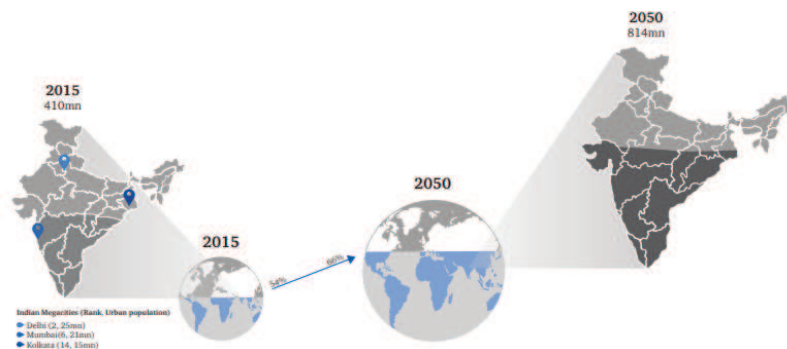 2015
410mn
2015
54%
66%
2050
2050
814mn
Indian Megacities (Rank, Urban population)
Delhi (2, 25mn)
Mumbai(6, 21mn)
Kolkata (14, 15mn)